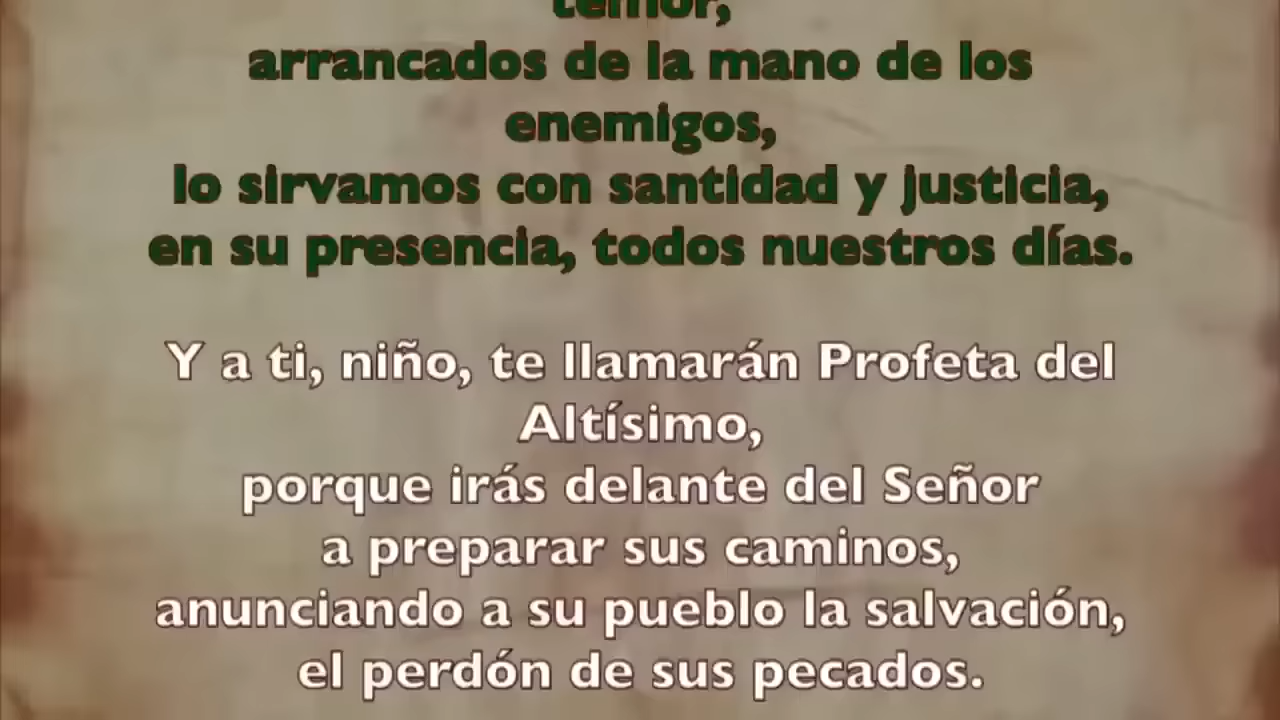 temor,
arrancados de la mano de los
enemigos,
lo sirvamos con santidad y justicia,
en su presencia, todos nuestros días.
Y a ti, niño, te llamarán Profeta del
Altísimo,
porque irás delante del Señor
a preparar sus caminos,
anunciando a su pueblo la salvación,
el perdón de sus pecados.